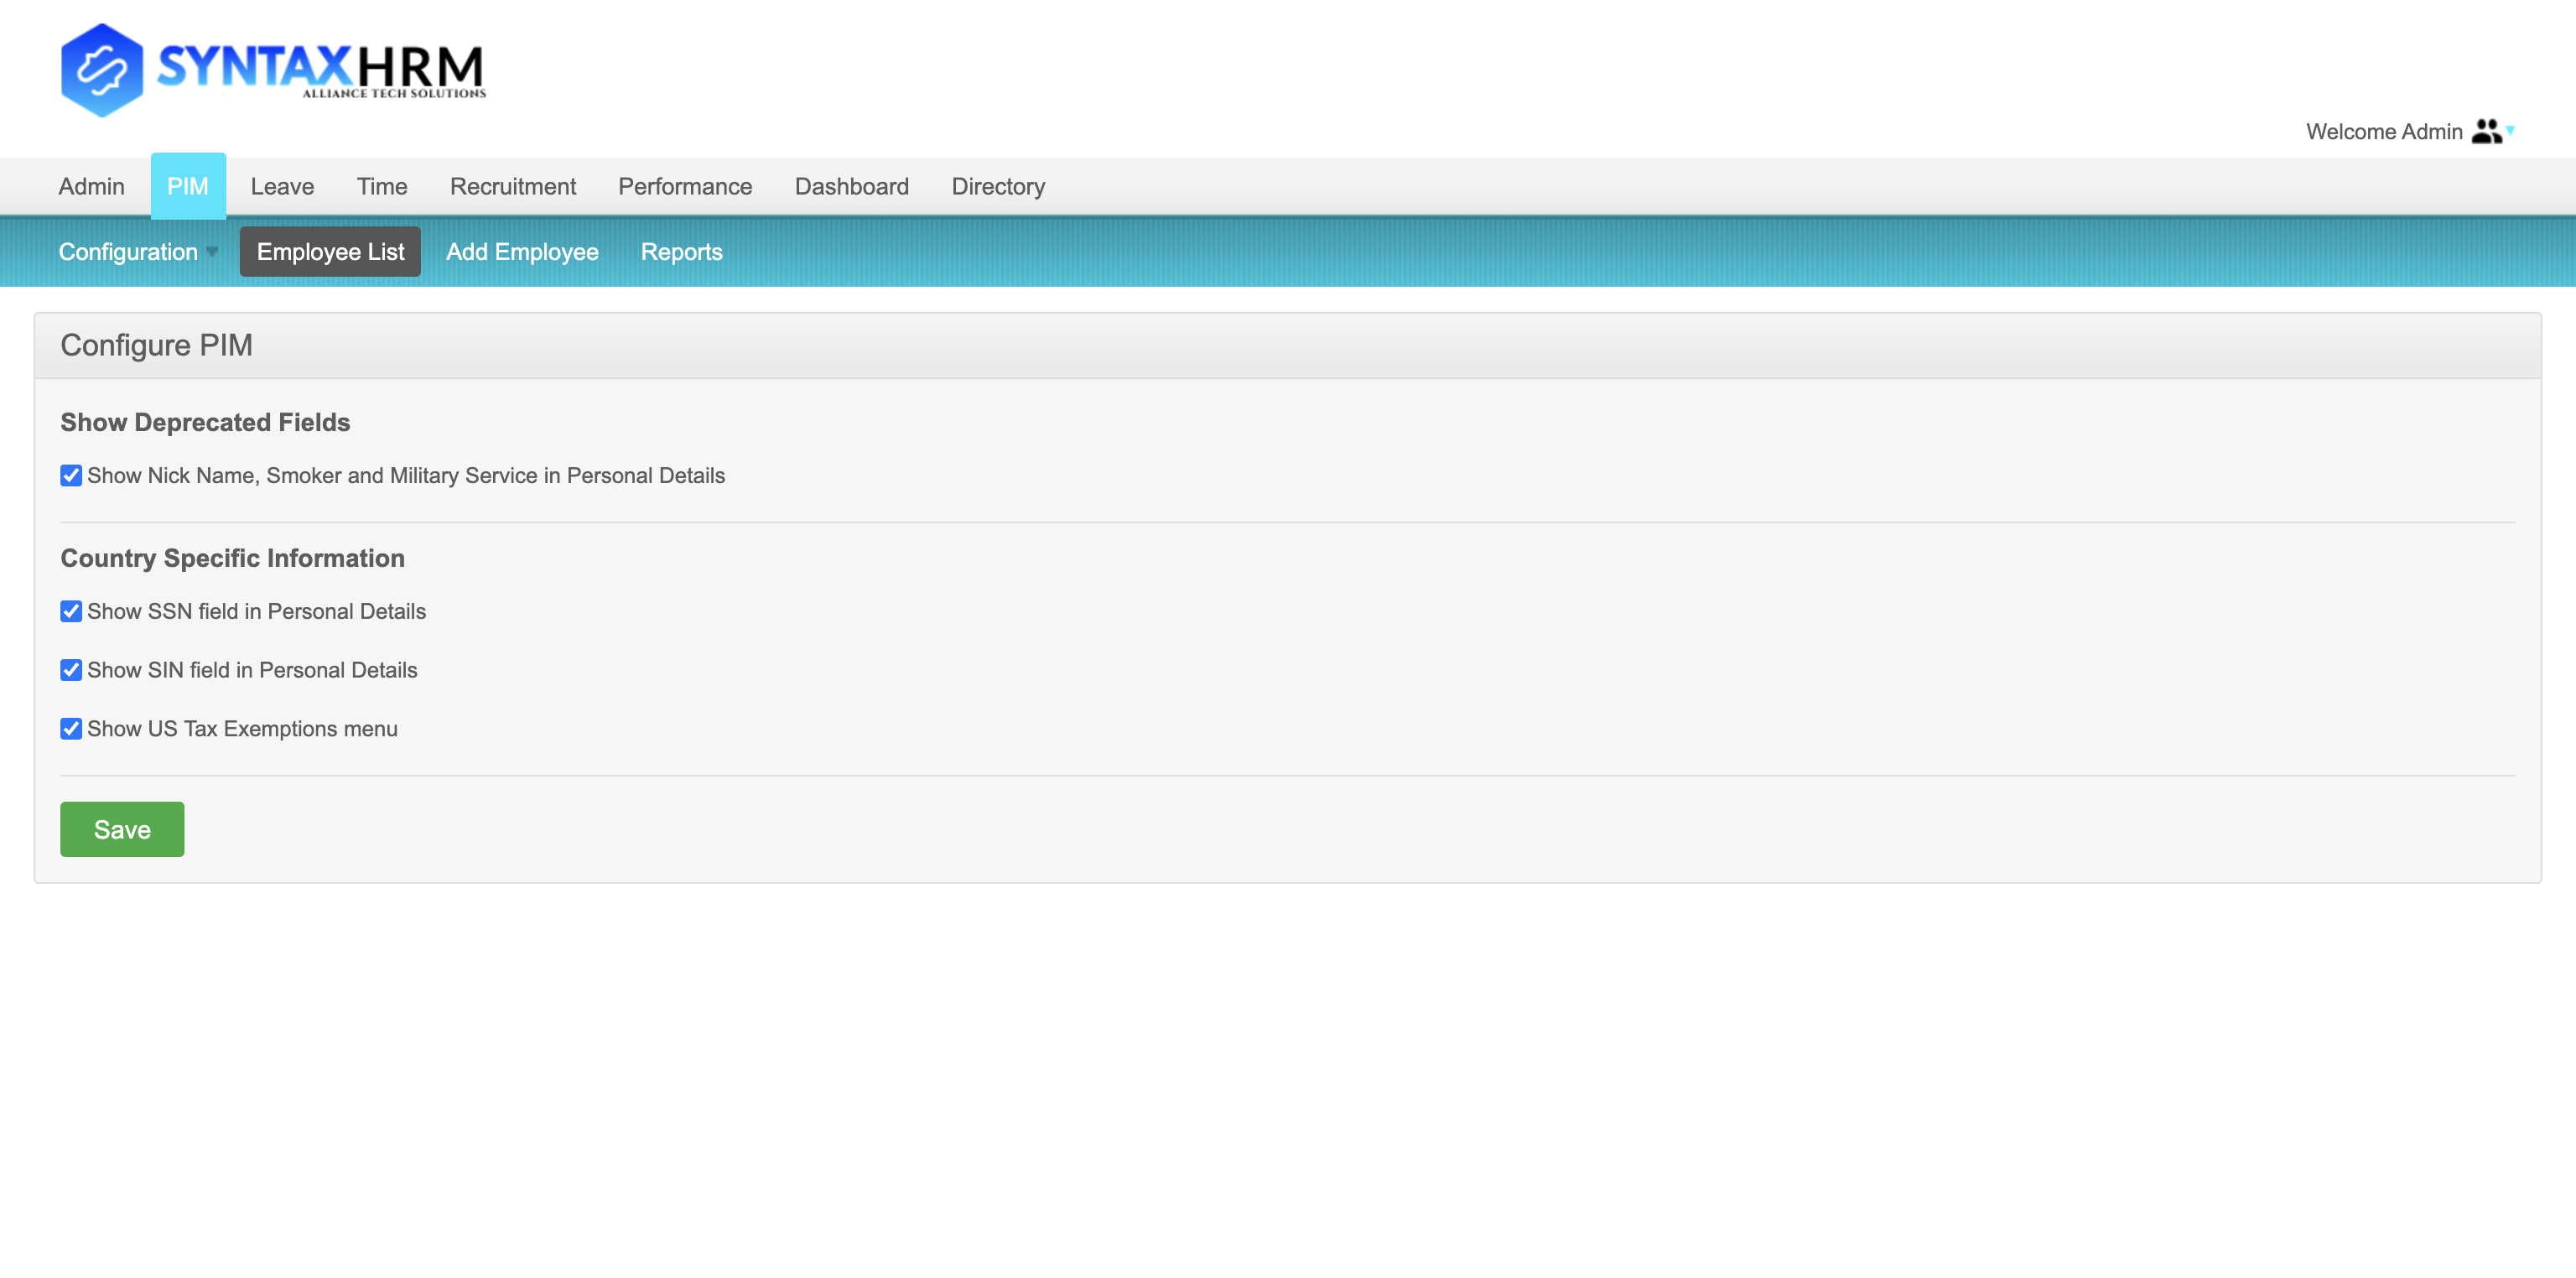 SYNTAXHRM
ALLIANCE TECH SOLUTIONS
Welcome Admin
Admin PIM Leave Time Recruitment Performance Dashboard Directory
Configuration Employee List Add Employee Reports
Configure PIM
Show Deprecated Fields
Show Nick Name, Smoker and Military Service in Personal Details
Country Specific Information
Show SSN field in Personal Details
Show SIN field in Personal Details
Show US Tax Exemptions menu
Save